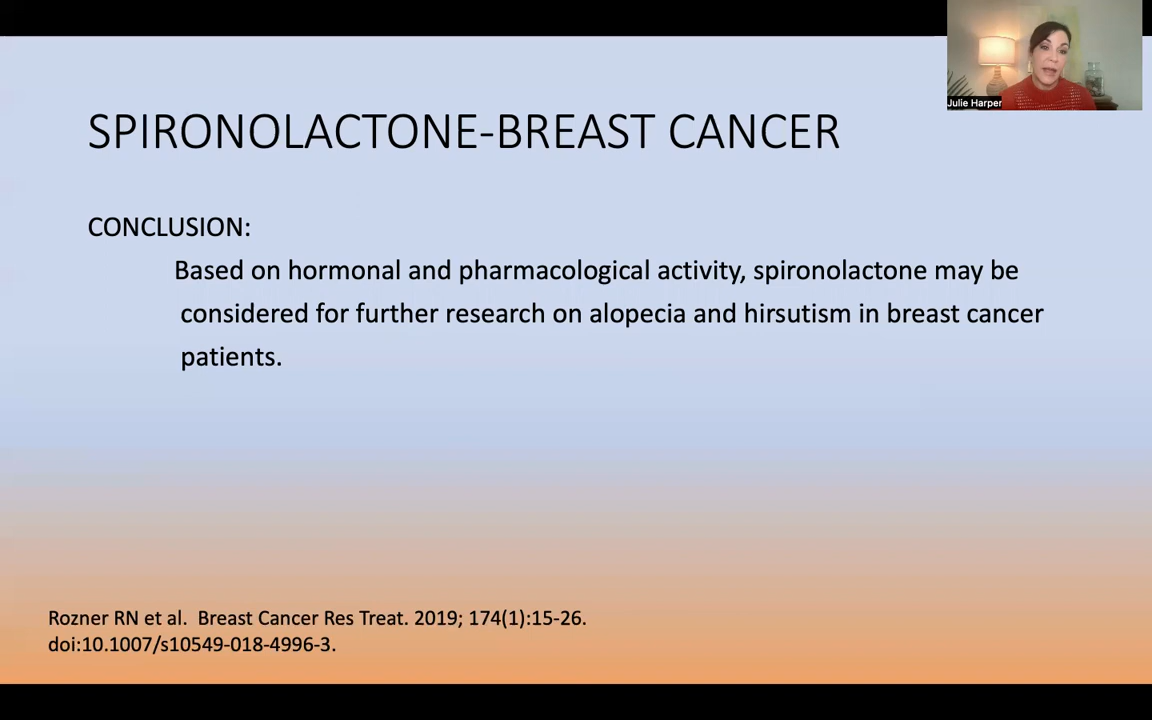 Julie Harper
SPIRONOLACTONE-BREAST CANCER
CONCLUSION:
Based on hormonal and pharmacological activity, spironolactone may be
considered for further research on alopecia and hirsutism in breast cancer
patients.
Rozner RN et al.  Breast Cancer Res Treat. 2019; 174(1):15-26.
doi:10.1007/s10549-018-4996-3.